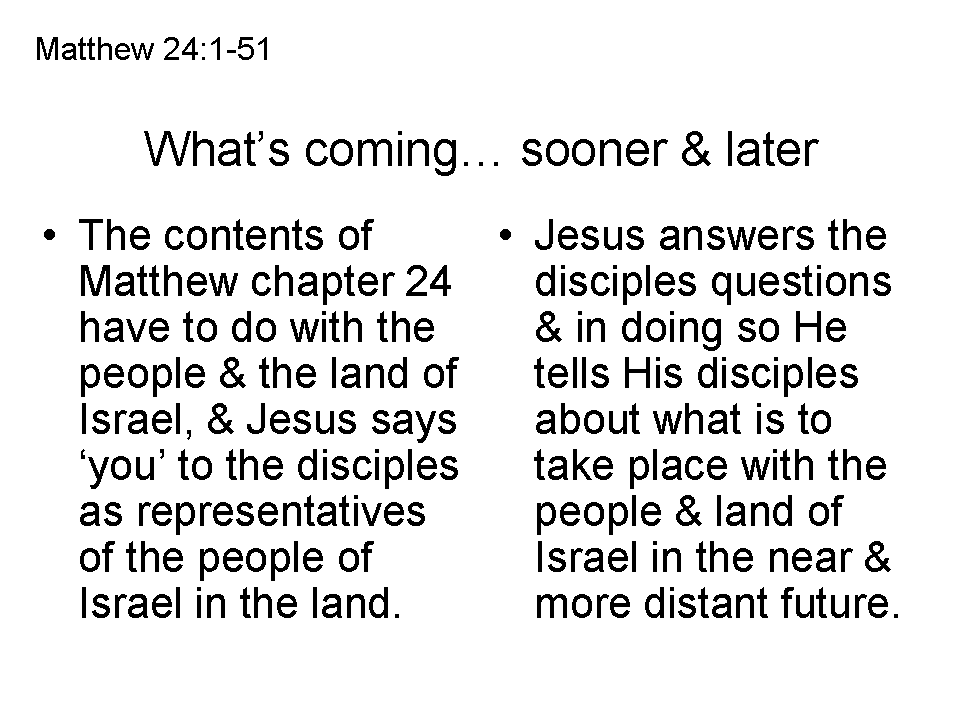 Matthew 24:1-51
What’s coming… sooner & later
• The contents of
Matthew chapter 24
have to do with the
people & the land of
Israel, & Jesus says
‘you’ to the disciples
as representatives
of the people of
Israel in the land.
• Jesus answers the
disciples questions
& in doing so He
tells His disciples
about what is to
take place with the
people & land of
Israel in the near &
more distant future.